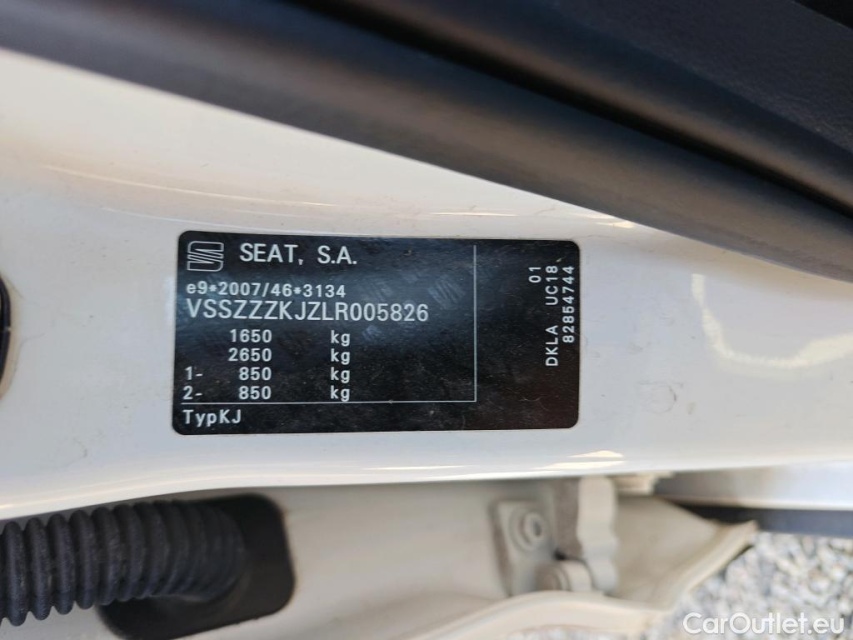 SEAT, S.A.
e9*2007/46*3134
VSSZZZKJZLR005826
1650 kg
2650 kg
1- 850 kg
2- 850 kg
TypKJ
01
DKLA UC18
82854744
CarOutlet.eu